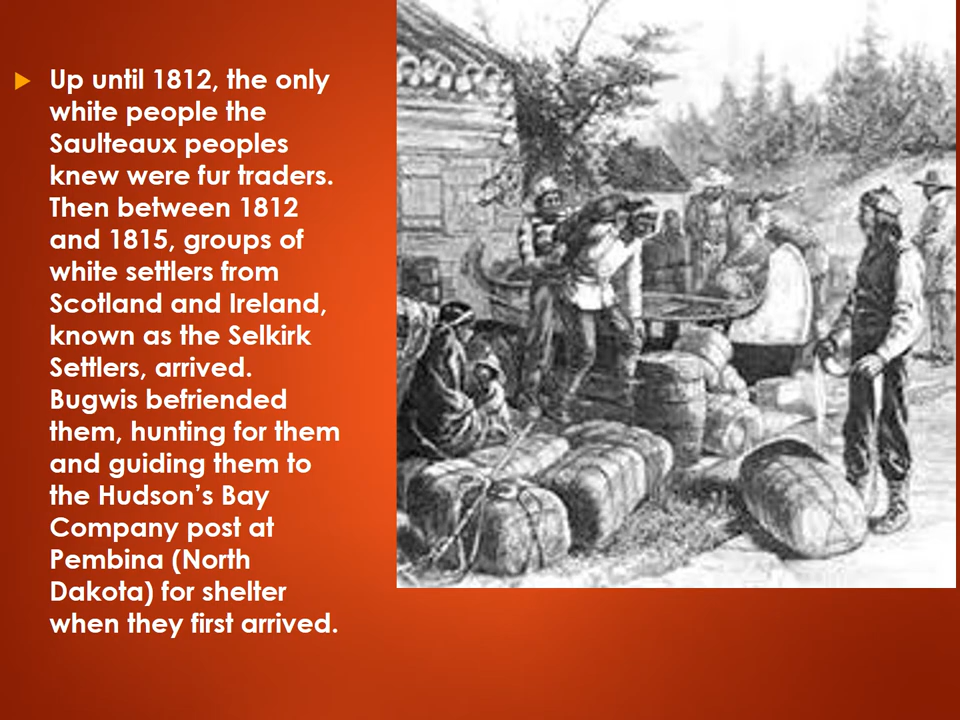 Up until 1812, the only
white people the
Saulteaux peoples
knew were fur traders.
Then between 1812
and 1815, groups of
white settlers from
Scotland and Ireland,
known as the Selkirk
Settlers, arrived.
Bugwis befriended
them, hunting for them
and guiding them to
the Hudson’s Bay
Company post at
Pembina (North
Dakota) for shelter
when they first arrived.